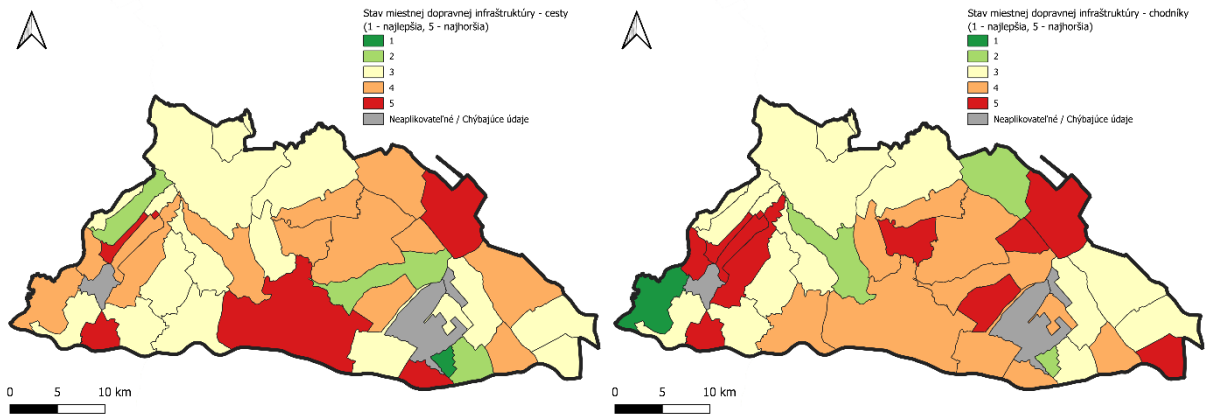 Stav miestnej dopravnej infraštruktúry - cesty
(1 - najlepšia, 5 - najhoršia)
1
2
3
4
5
Neaplikovateľné / Chýbajúce údaje
0 5 10 km
Stav miestnej dopravnej infraštruktúry - chodníky
(1 - najlepšia, 5 - najhoršia)
1
2
3
4
5
Neaplikovateľné / Chýbajúce údaje
0 5 10 km